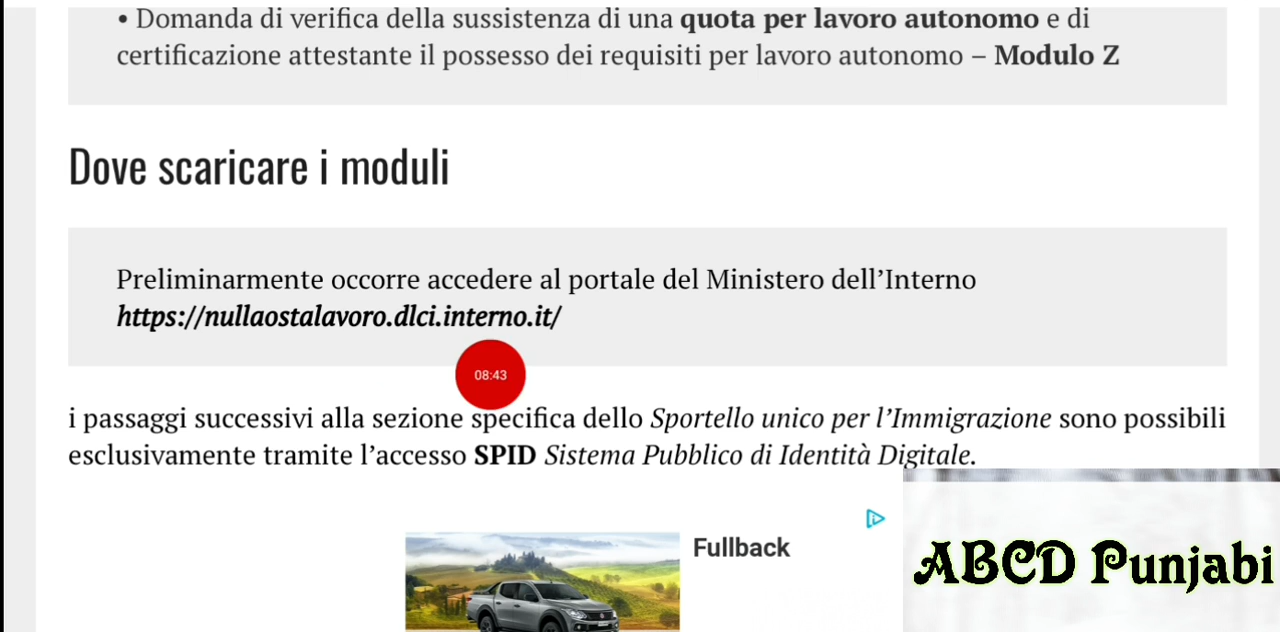 • Domanda di verifica della sussistenza di una quota per lavoro autonomo e di
certificazione attestante il possesso dei requisiti per lavoro autonomo – Modulo Z
Dove scaricare i moduli
Preliminarmente occorre accedere al portale del Ministero dell’Interno
https://nullaostalavoro.dlci.interno.it/
08:43
i passaggi successivi alla sezione specifica dello Sportello unico per l’Immigrazione sono possibili
esclusivamente tramite l’accesso SPID Sistema Pubblico di Identità Digitale.
Fullback
ABCD Punjabi